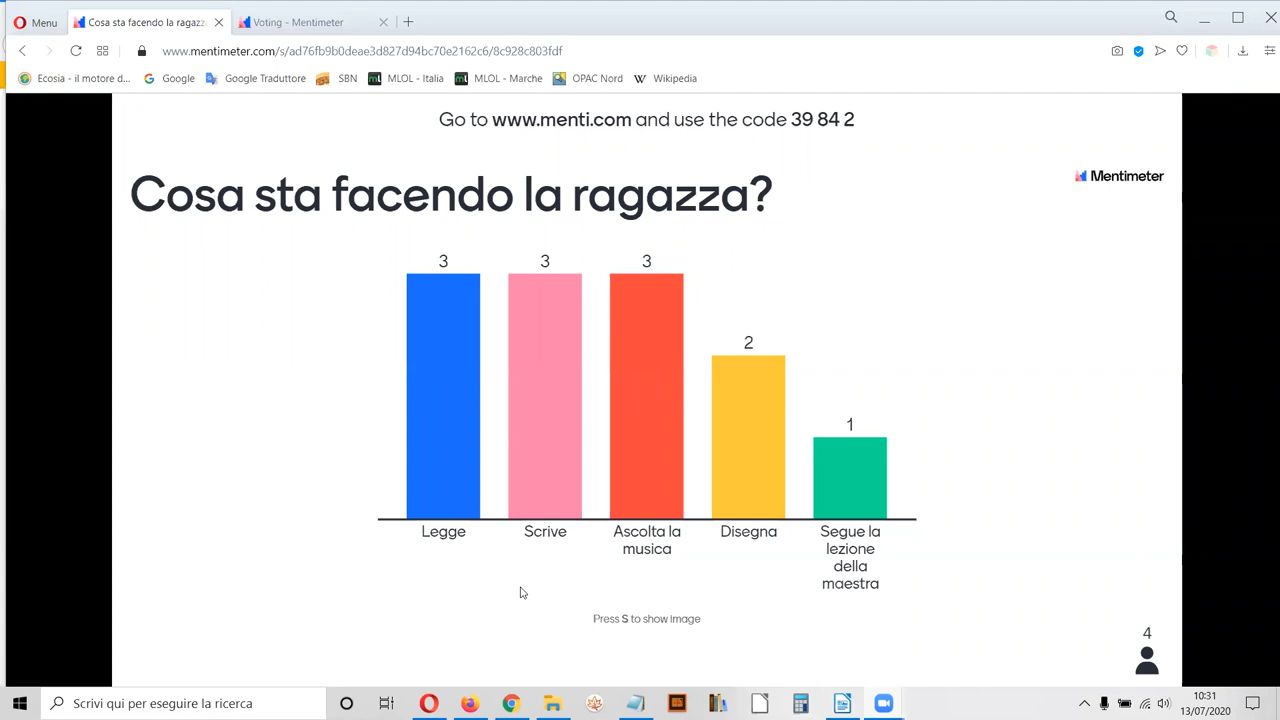 Menu
Cosa sta facendo la ragazz
Voting - Mentimeter
www.mentimeter.com/s/ad76fb9b0deae3d827d94bc70e2162c6/8c928c803fdf
Ecosia - il motore d...
Google
Google Traduttore
SBN
MLOL - Italia
MLOL - Marche
OPAC Nord
W Wikipedia
Go to www.menti.com and use the code 39 84 2
Mentimeter
Cosa sta facendo la ragazza?
3 3 3 2 1
Legge
Scrive
Ascolta la
musica
Disegna
Segue la
lezione
della
maestra
Press S to show image
4
Scrivi qui pereseguire la ricerca
10:31
13/07/2020